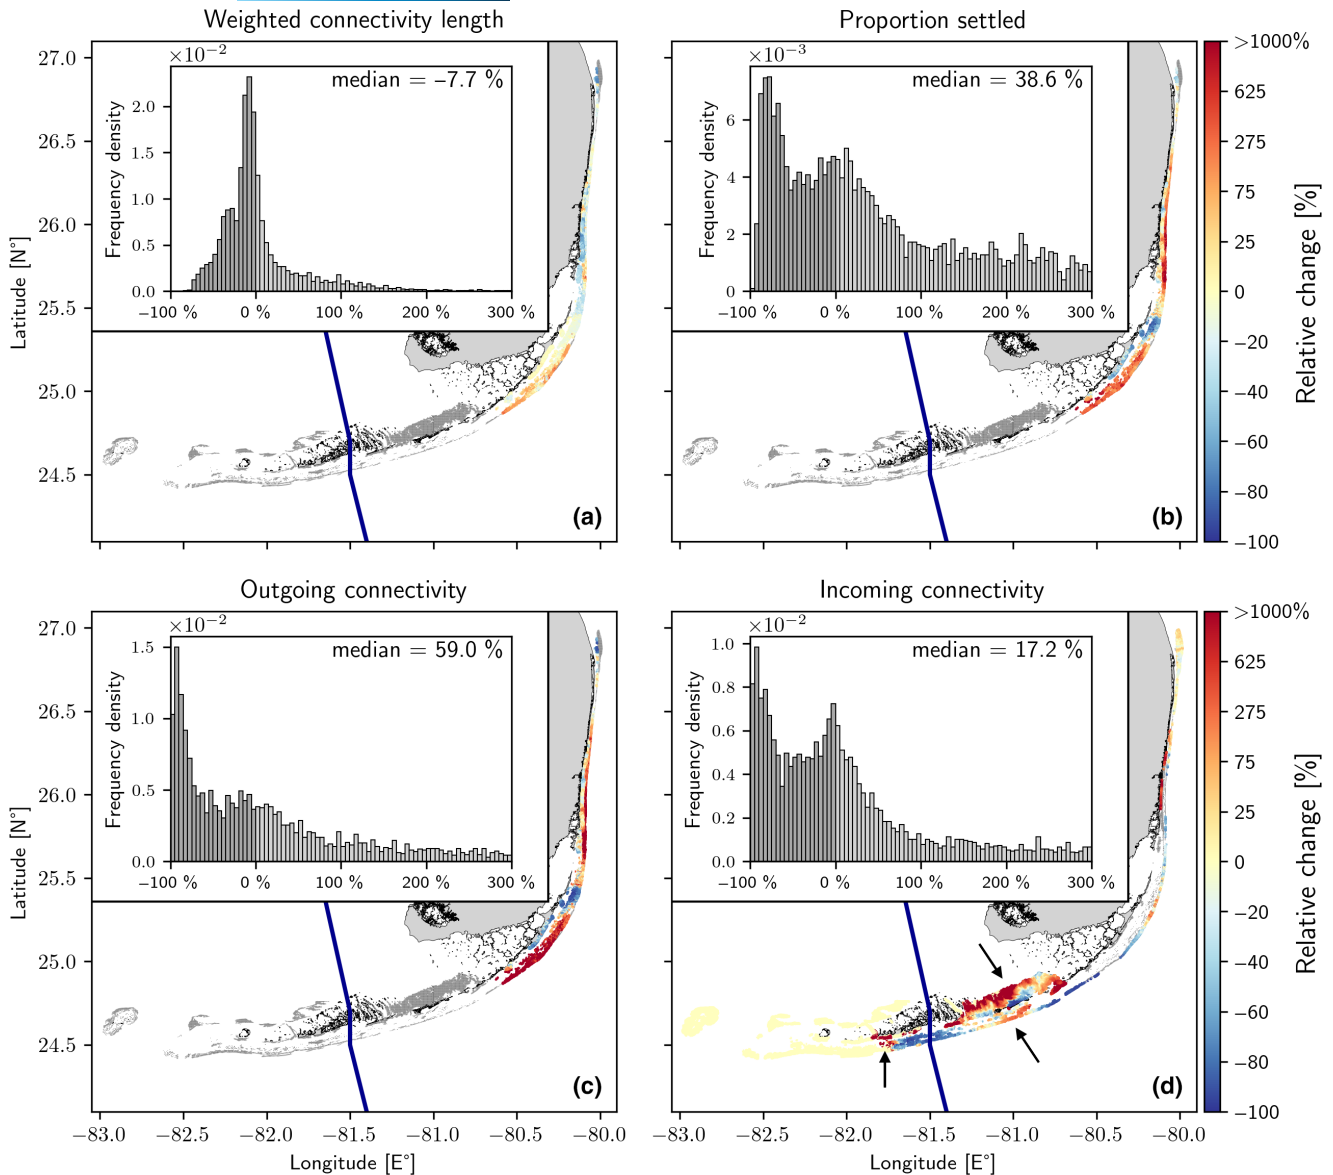 Weighted connectivity length
Proportion settled
×10⁻²
median = −7.7 %
Frequency density
2.0
1.5
1.0
0.5
0.0
−100 % 0 % 100 % 200 % 300 %
27.0
26.5
26.0
25.5
25.0
24.5
Latitude [N°]
(a)
×10⁻³
median = 38.6 %
Frequency density
6
4
2
0
−100 % 0 % 100 % 200 % 300 %
(b)
>1000%
625
275
75
25
0
−20
−40
−60
−80
−100
Relative change [%]
Outgoing connectivity
Incoming connectivity
×10⁻²
median = 59.0 %
Frequency density
1.5
1.0
0.5
0.0
−100 % 0 % 100 % 200 % 300 %
27.0
26.5
26.0
25.5
25.0
24.5
Latitude [N°]
(c)
−83.0 −82.5 −82.0 −81.5 −81.0 −80.5 −80.0
Longitude [E°]
×10⁻²
median = 17.2 %
Frequency density
1.0
0.8
0.6
0.4
0.2
0.0
−100 % 0 % 100 % 200 % 300 %
(d)
−83.0 −82.5 −82.0 −81.5 −81.0 −80.5 −80.0
Longitude [E°]
>1000%
625
275
75
25
0
−20
−40
−60
−80
−100
Relative change [%]